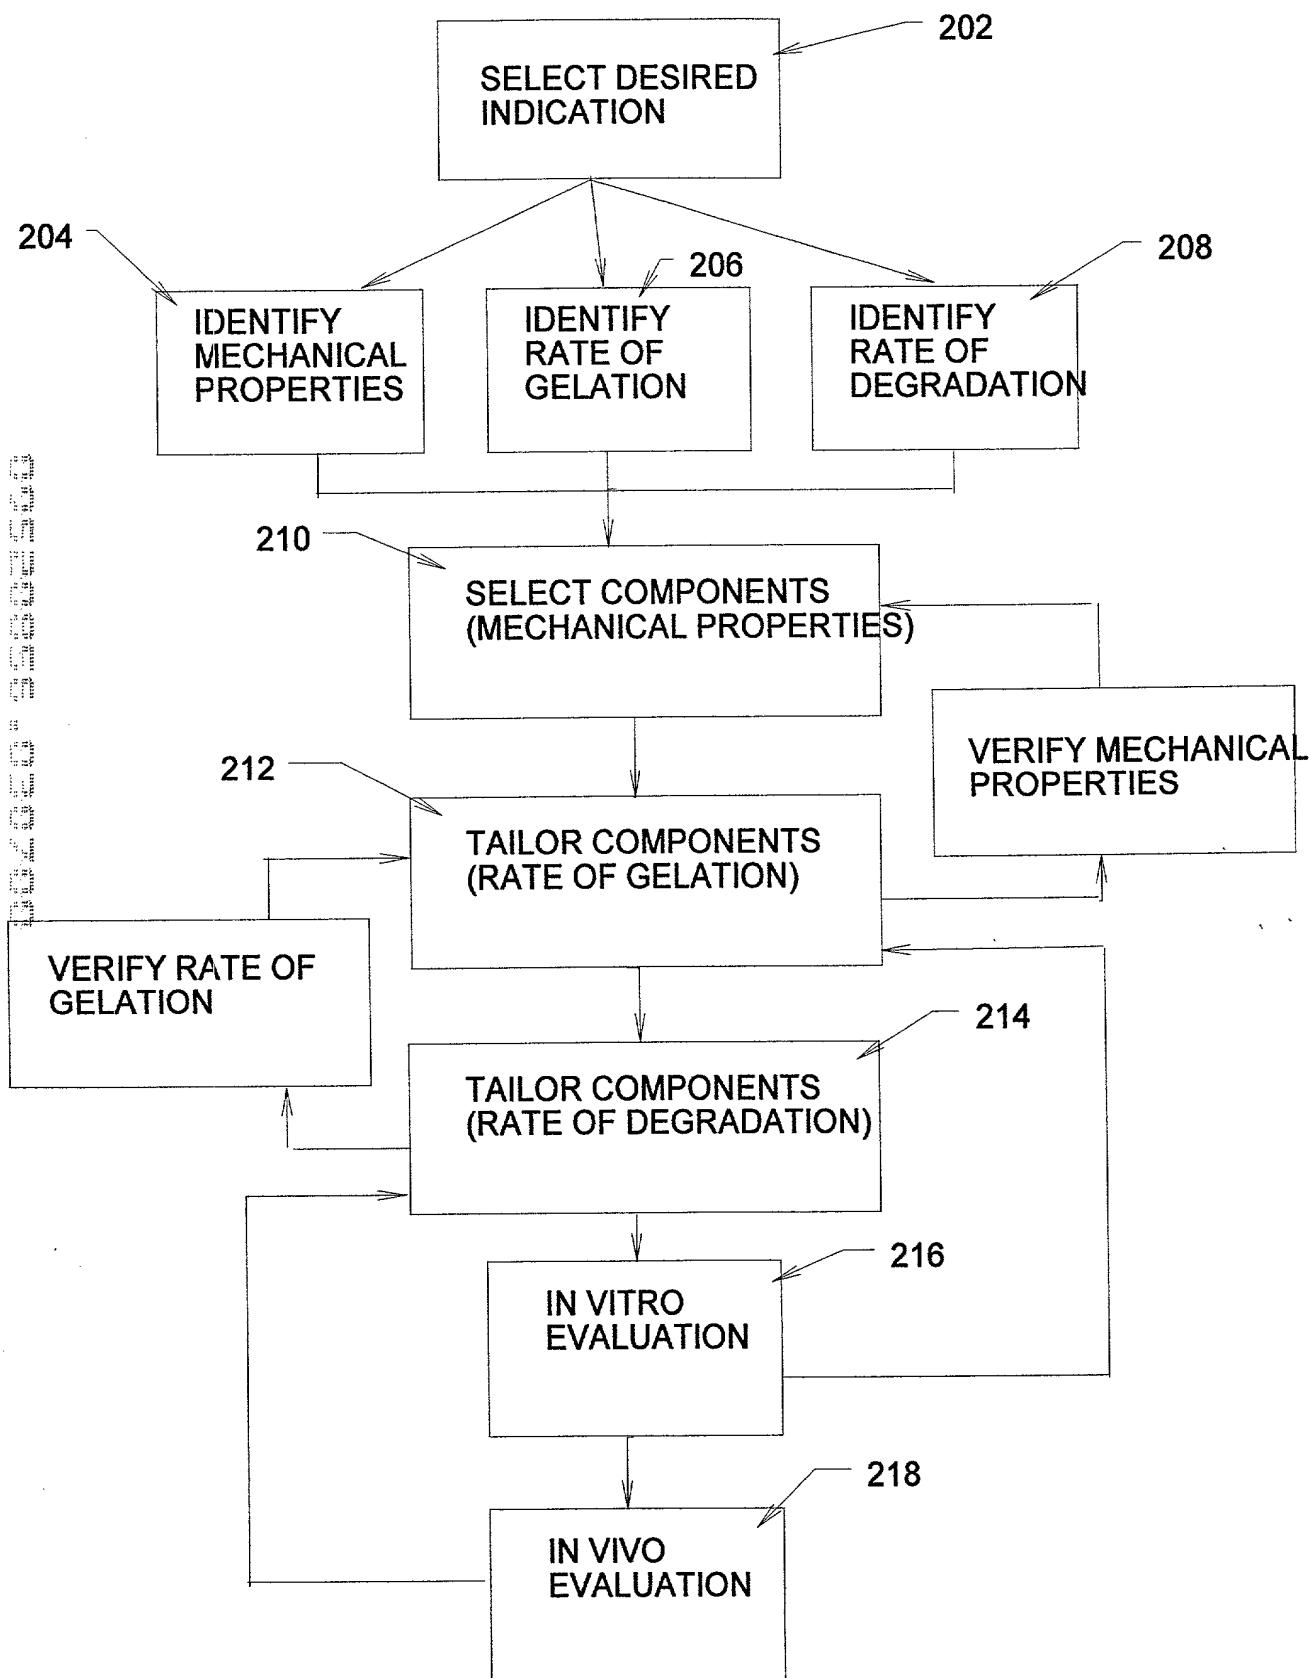 202
SELECT DESIRED
INDICATION
204
206
208
IDENTIFY
MECHANICAL
PROPERTIES
IDENTIFY
RATE OF
GELATION
IDENTIFY
RATE OF
DEGRADATION
210
SELECT COMPONENTS
(MECHANICAL PROPERTIES)
VERIFY MECHANICAL
PROPERTIES
212
TAILOR COMPONENTS
(RATE OF GELATION)
VERIFY RATE OF
GELATION
214
TAILOR COMPONENTS
(RATE OF DEGRADATION)
216
IN VITRO
EVALUATION
218
IN VIVO
EVALUATION